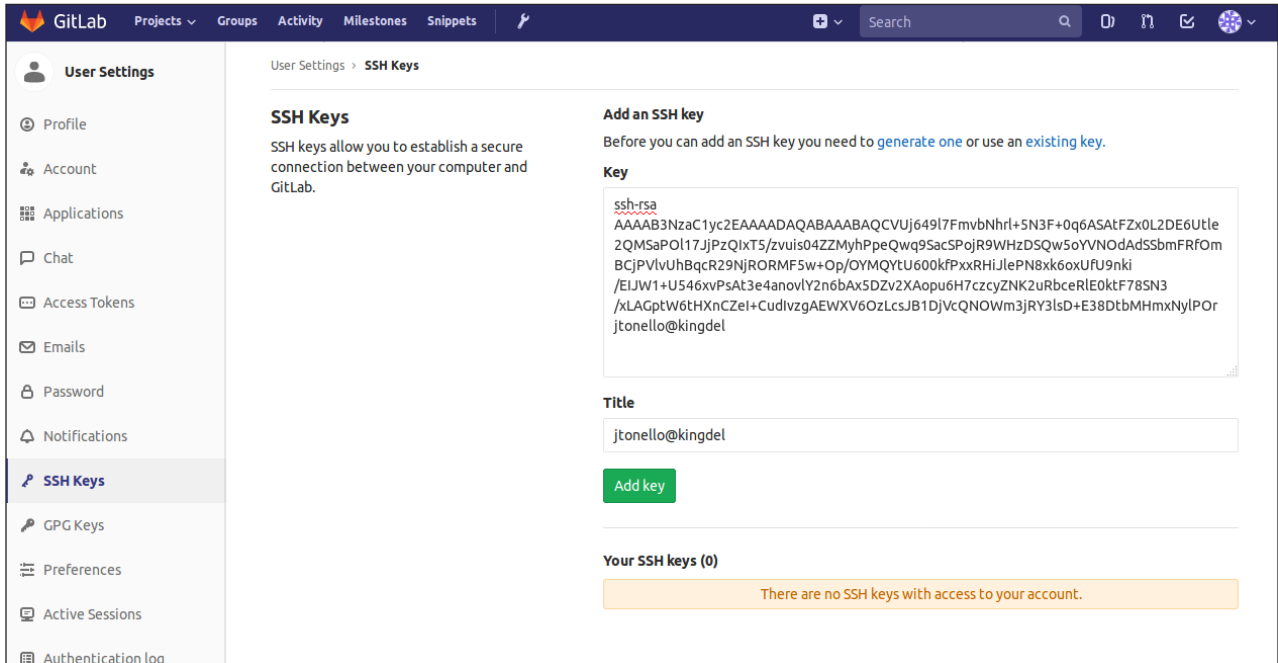 GitLab Projects Groups Activity Milestones Snippets Search
User Settings
Profile
Account
Applications
Chat
Access Tokens
Emails
Password
Notifications
SSH Keys
GPG Keys
Preferences
Active Sessions
Authentication log
User Settings > SSH Keys
SSH Keys
SSH keys allow you to establish a secure
connection between your computer and
GitLab.
Add an SSH key
Before you can add an SSH key you need to generate one or use an existing key.
Key
ssh-rsa
AAAAB3NzaC1yc2EAAAADAQABAAABAQCVUj649l7FmvbNhrl+5N3F+0q6ASAtFZx0L2DE6Utle
2QMSaPOl17JjPzQIxT5/zvuis04ZZMyhPpeQwq9SacSPojR9WHzDSQw5oYVNOdAdSSbmFRfOm
BCjPVlvUhBqcR29NjRORMF5w+Op/OYMQYtU600kfPxxRHiJlePN8xk6oxUfU9nki
/EIJW1+U546xvPsAt3e4anovlY2n6bAx5DZv2XAopu6H7czcyZNK2uRbceRlE0ktF78SN3
/xLAGptW6tHXnCZeI+CudIvzgAEWXV6OzLcsJB1DjVcQNOWm3jRY3lsD+E38DtbMHmxNylPOr
jtonello@kingdel
Title
jtonello@kingdel
Add key
Your SSH keys (0)
There are no SSH keys with access to your account.